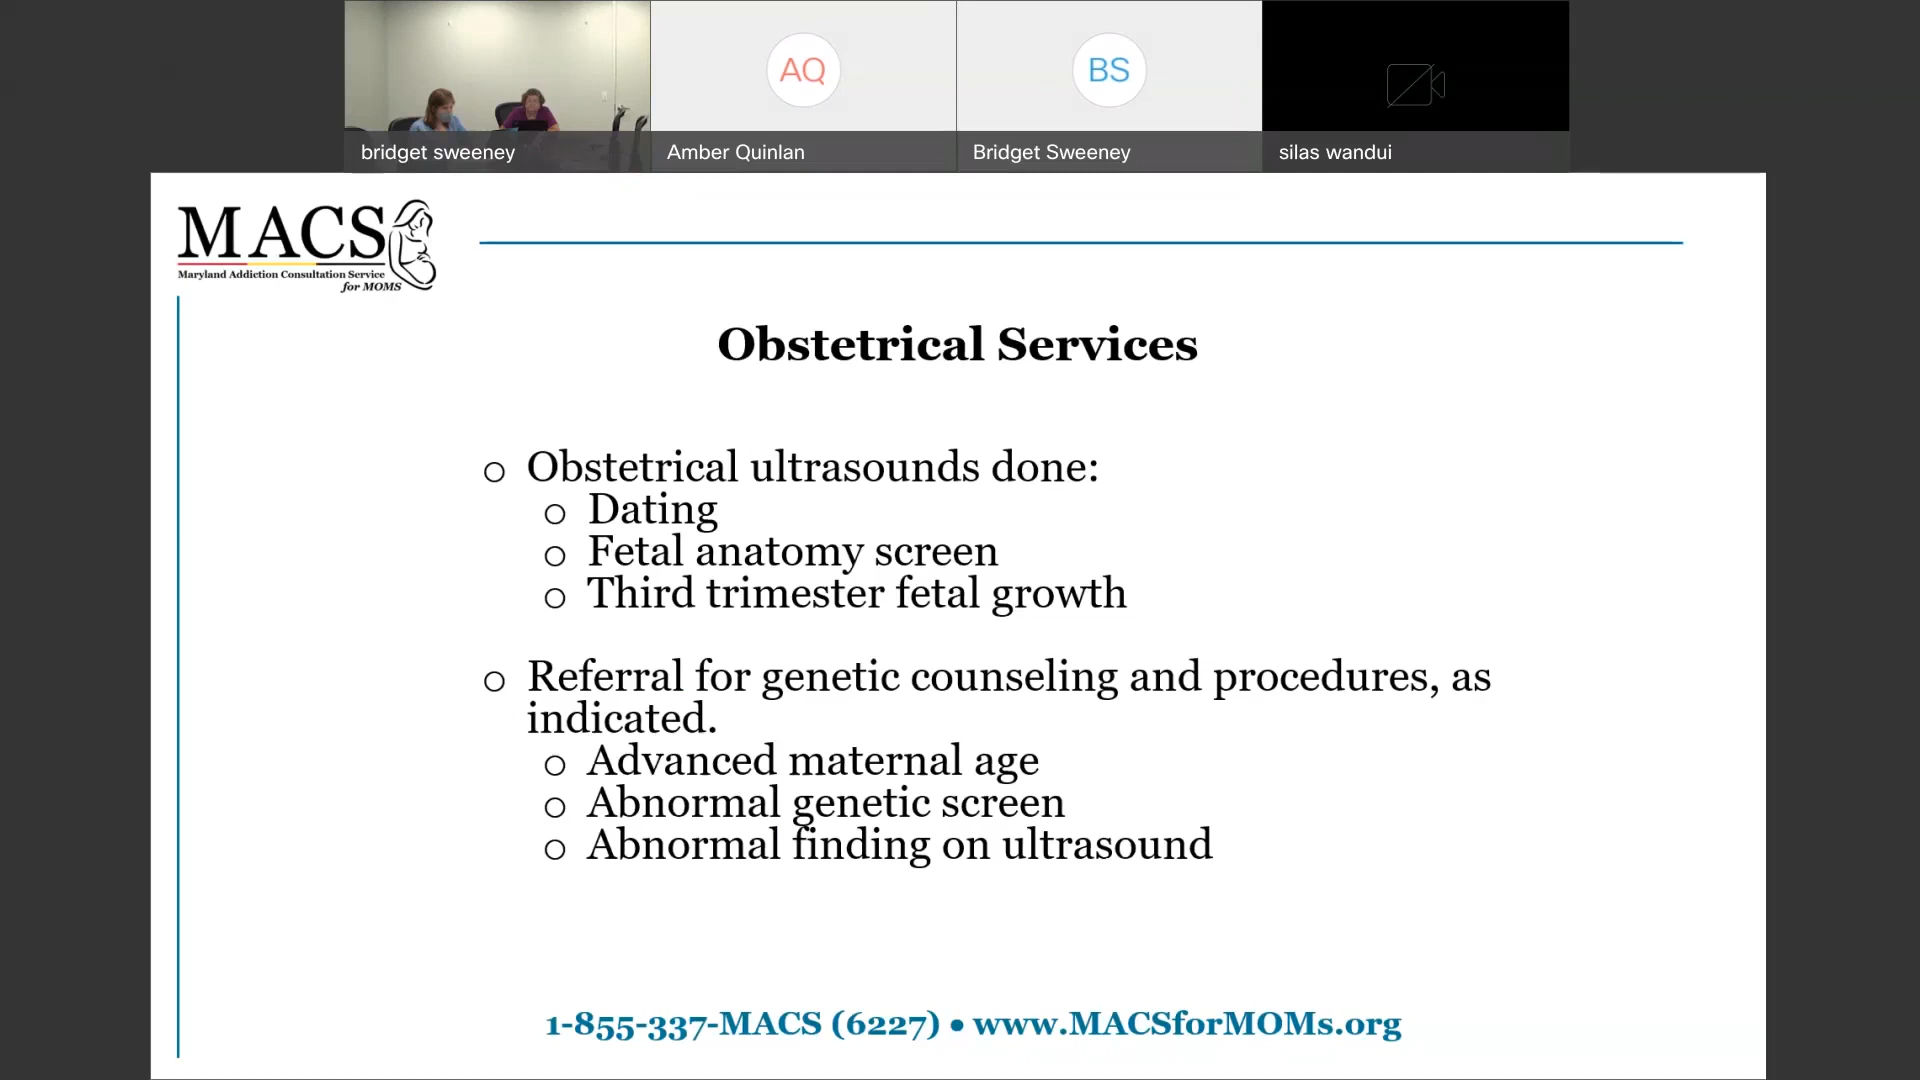 AQ
BS
bridget sweeney
Amber Quinlan
Bridget Sweeney
silas wandui
MACS
Maryland Addiction Consultation Service
for MOMS
Obstetrical Services
Obstetrical ultrasounds done:
Dating
Fetal anatomy screen
Third trimester fetal growth
Referral for genetic counseling and procedures, as
indicated.
Advanced maternal age
Abnormal genetic screen
Abnormal finding on ultrasound
1-855-337-MACS (6227) • www.MACSforMOMs.org